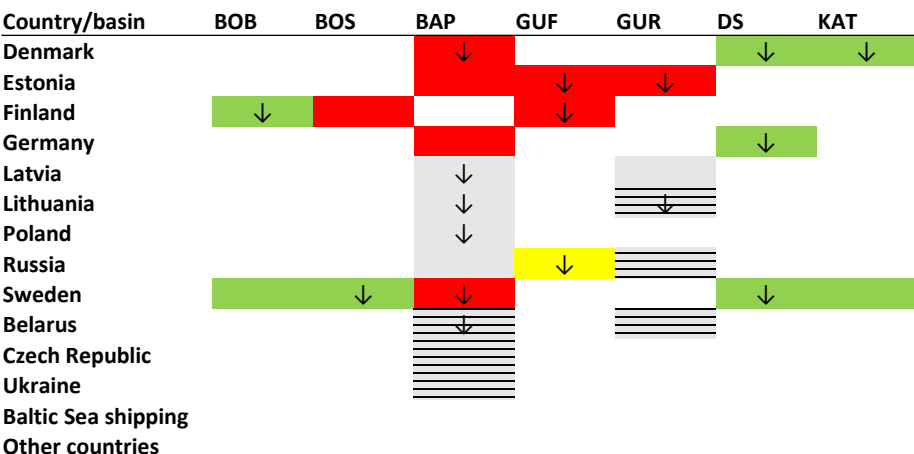 Country/basin BOB BOS BAP GUF GUR DS KAT
Denmark ↓ ↓ ↓
Estonia ↓ ↓
Finland ↓ ↓
Germany ↓
Latvia ↓
Lithuania ↓ ↓
Poland ↓
Russia ↓
Sweden ↓ ↓ ↓
Belarus ↓
Czech Republic
Ukraine
Baltic Sea shipping
Other countries